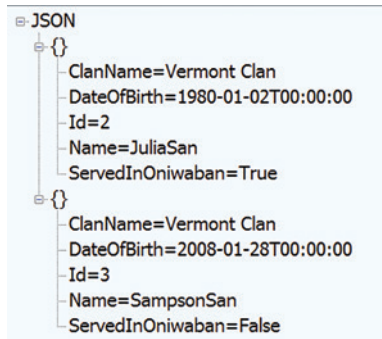 JSON
{}
ClanName=Vermont Clan
DateOfBirth=1980-01-02T00:00:00
Id=2
Name=JuliaSan
ServedInOniwaban=True
{}
ClanName=Vermont Clan
DateOfBirth=2008-01-28T00:00:00
Id=3
Name=SampsonSan
ServedInOniwaban=False